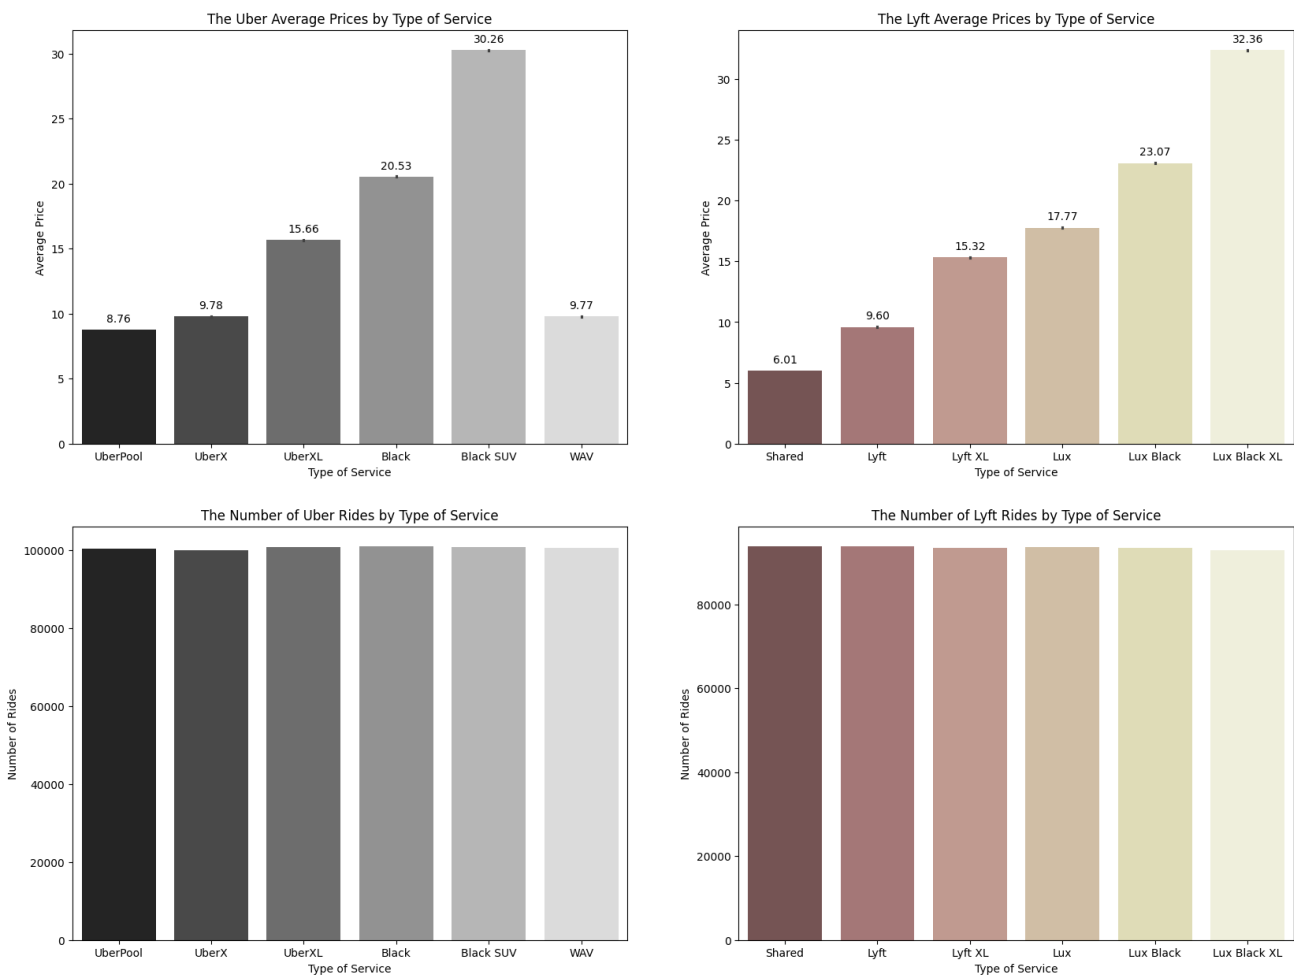 The Uber Average Prices by Type of Service
30.26
20.53
15.66
9.78
9.77
8.76
30
25
20
15
10
5
0
Average Price
UberPool UberX UberXL Black Black SUV WAV
Type of Service
The Lyft Average Prices by Type of Service
32.36
23.07
17.77
15.32
9.60
6.01
30
25
20
15
10
5
0
Average Price
Shared Lyft Lyft XL Lux Lux Black Lux Black XL
Type of Service
The Number of Uber Rides by Type of Service
100000
80000
60000
40000
20000
0
Number of Rides
UberPool UberX UberXL Black Black SUV WAV
Type of Service
The Number of Lyft Rides by Type of Service
80000
60000
40000
20000
0
Number of Rides
Shared Lyft Lyft XL Lux Lux Black Lux Black XL
Type of Service